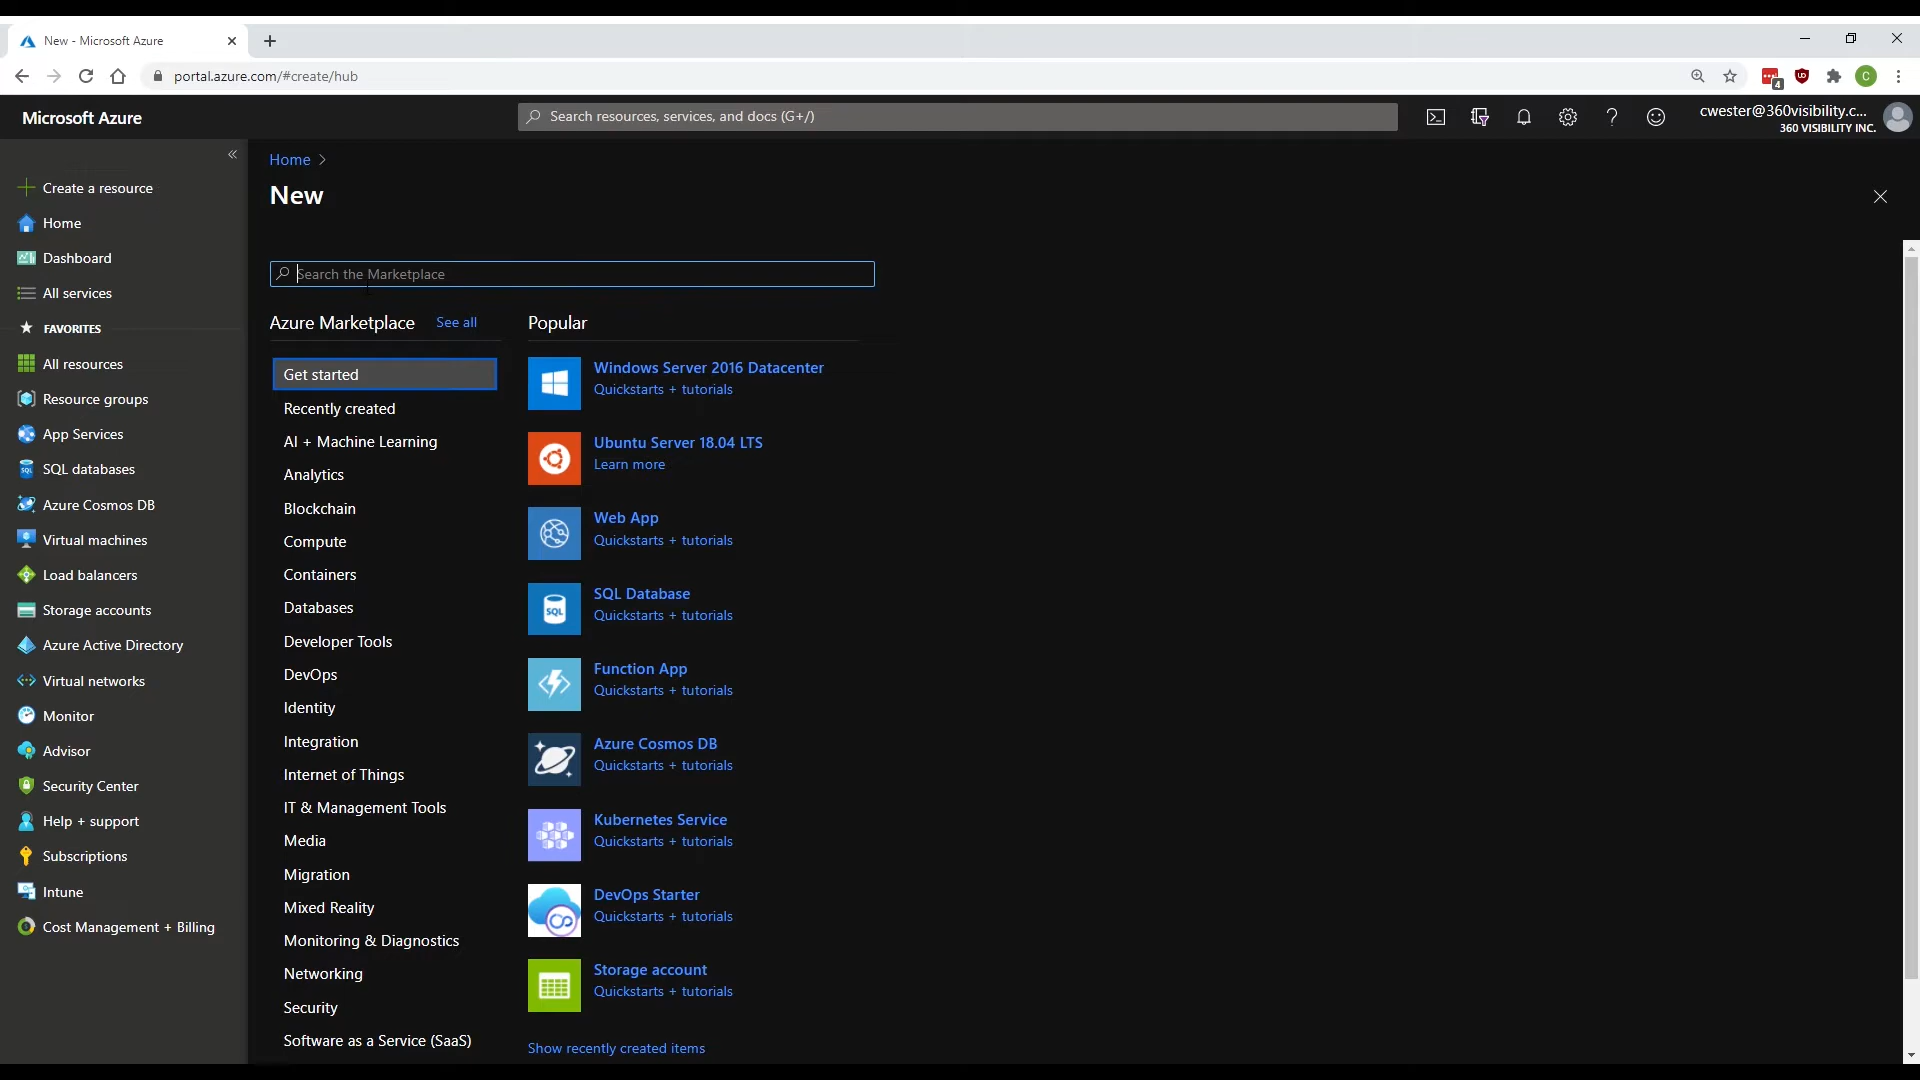 New - Microsoft Azure
portal.azure.com/#create/hub
4
C
Microsoft Azure
Search resources, services, and docs (G+/)
cwester@360visibility.c...
360 VISIBILITY INC.
Create a resource
Home
Dashboard
All services
FAVORITES
All resources
Resource groups
App Services
SQL databases
Azure Cosmos DB
Virtual machines
Load balancers
Storage accounts
Azure Active Directory
Virtual networks
Monitor
Advisor
Security Center
Help + support
Subscriptions
Intune
Cost Management + Billing
Home
New
Search the Marketplace
Azure Marketplace See all
Get started
Recently created
AI + Machine Learning
Analytics
Blockchain
Compute
Containers
Databases
Developer Tools
DevOps
Identity
Integration
Internet of Things
IT & Management Tools
Media
Migration
Mixed Reality
Monitoring & Diagnostics
Networking
Security
Software as a Service (SaaS)
Popular
Windows Server 2016 Datacenter
Quickstarts + tutorials
Ubuntu Server 18.04 LTS
Learn more
Web App
Quickstarts + tutorials
SQL
SQL Database
Quickstarts + tutorials
Function App
Quickstarts + tutorials
Azure Cosmos DB
Quickstarts + tutorials
Kubernetes Service
Quickstarts + tutorials
DevOps Starter
Quickstarts + tutorials
Storage account
Quickstarts + tutorials
Show recently created items